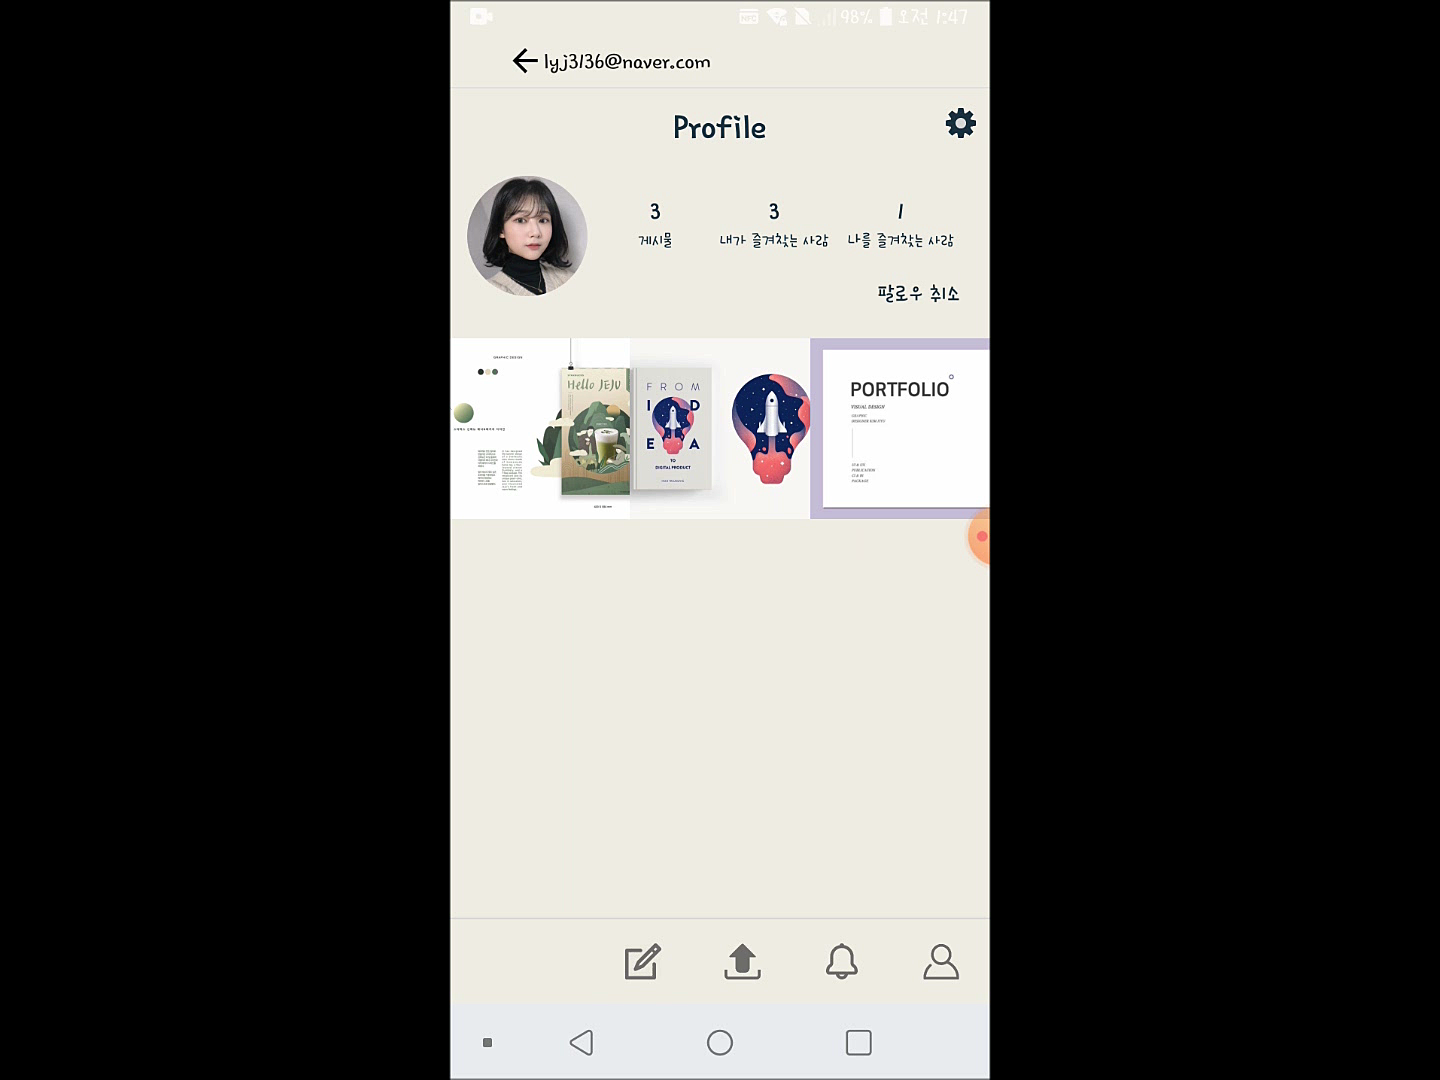 98% 오전 1:47
lyj3136@naver.com
Profile
3 3 1
게시물 내가 즐겨찾는 사람 나를 즐겨찾는 사람
팔로우 취소
GRAPHIC DESIGN
Hello JEJU
FROM
ID
EA
TO
DIGITAL PRODUCT
PORTFOLIO
VISUAL DESIGN